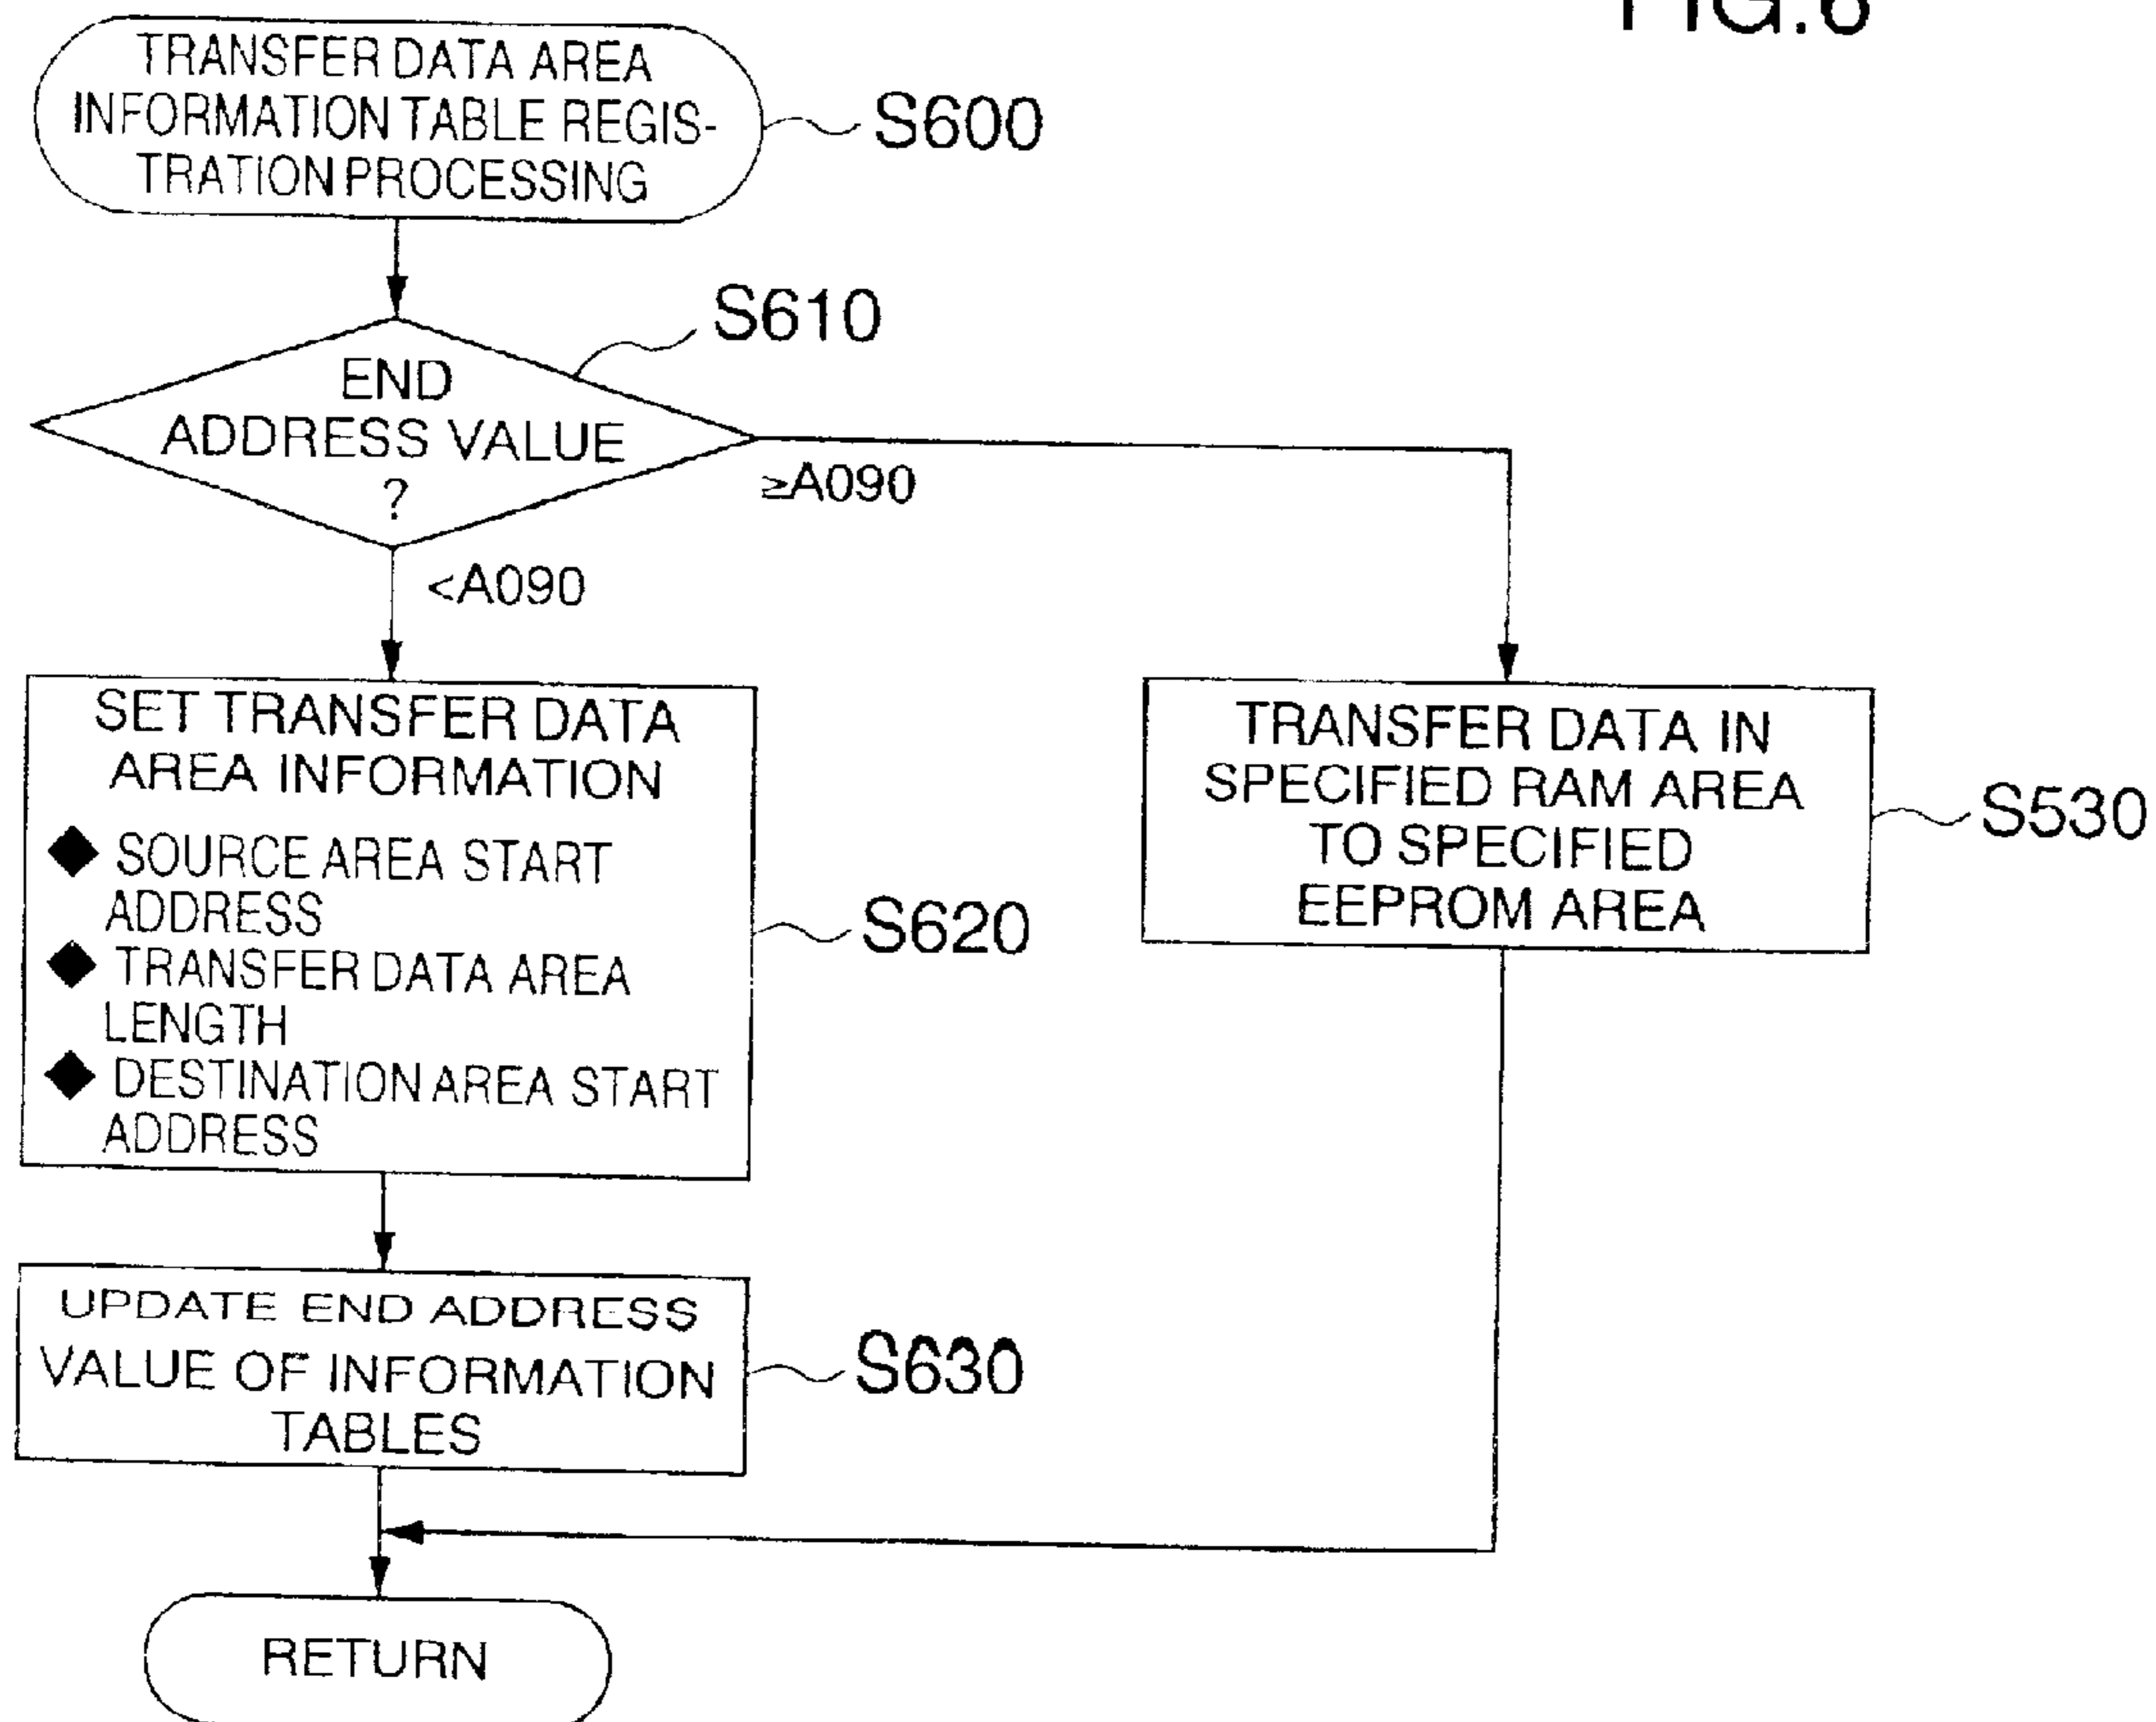 FIG.6
TRANSFER DATA AREA
INFORMATION TABLE REGIS-
TRATION PROCESSING
S600
S610
END
ADDRESS VALUE
?
≥A090
<A090
SET TRANSFER DATA
AREA INFORMATION
◆ SOURCE AREA START
ADDRESS
◆ TRANSFER DATA AREA
LENGTH
◆ DESTINATION AREA START
ADDRESS
S620
TRANSFER DATA IN
SPECIFIED RAM AREA
TO SPECIFIED
EEPROM AREA
S530
UPDATE END ADDRESS
VALUE OF INFORMATION
TABLES
S630
RETURN